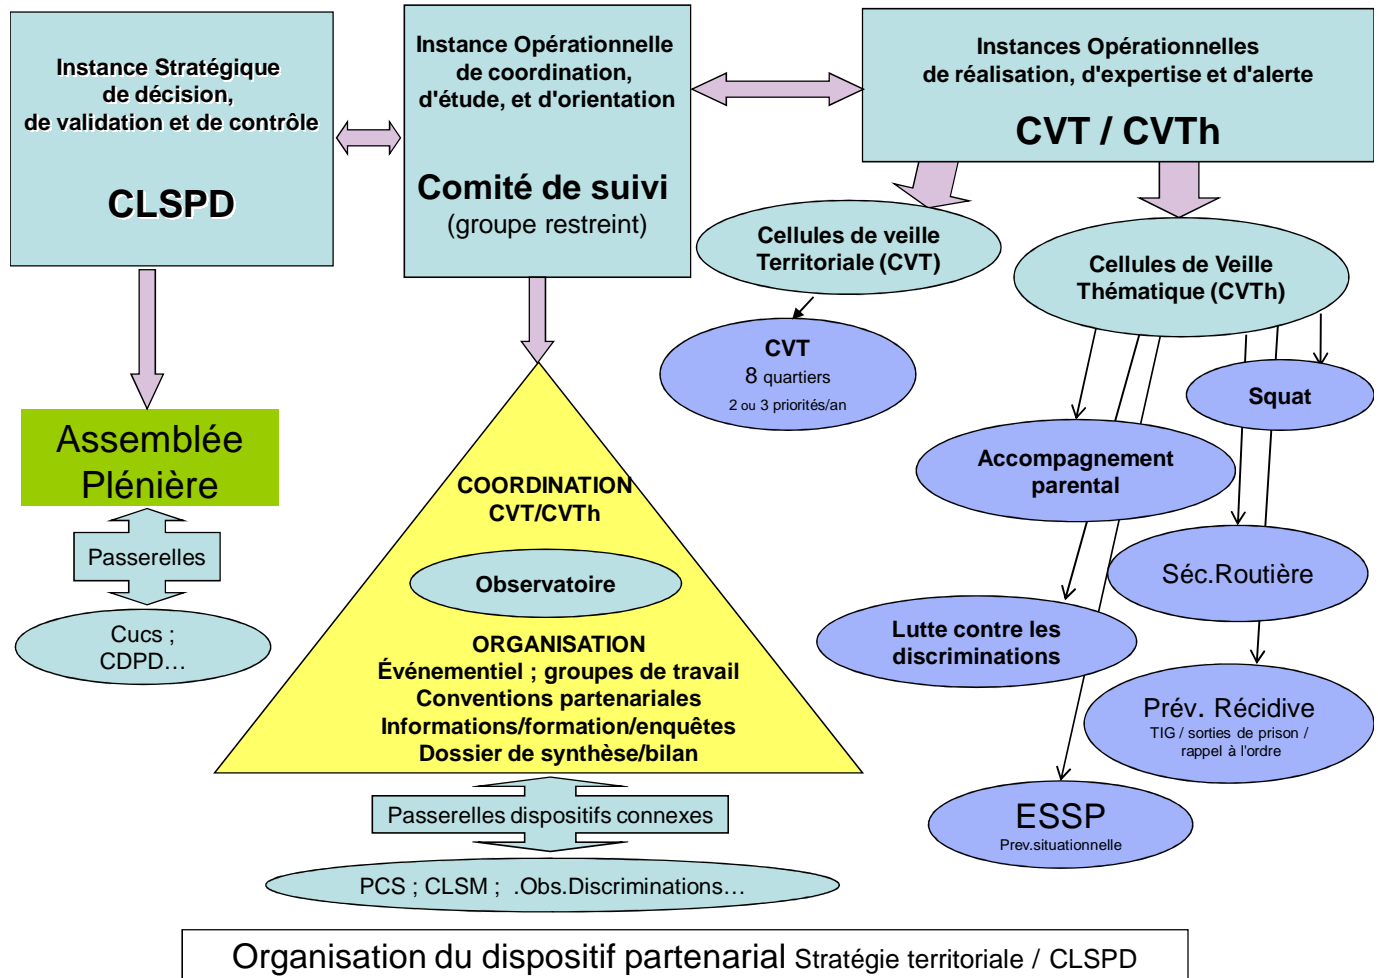 Instance Stratégique
de décision,
de validation et de contrôle
CLSPD
Instance Opérationnelle
de coordination,
d'étude, et d'orientation
Comité de suivi
(groupe restreint)
Instances Opérationnelles
de réalisation, d'expertise et d'alerte
CVT / CVTh
Cellules de veille
Territoriale (CVT)
Cellules de Veille
Thématique (CVTh)
CVT
8 quartiers
2 ou 3 priorités/an
Squat
Assemblée
Plénière
Accompagnement
parental
COORDINATION
CVT/CVTh
Passerelles
Observatoire
Séc.Routière
Cucs ;
CDPD...
Lutte contre les
discriminations
ORGANISATION
Événementiel ; groupes de travail
Conventions partenariales
Informations/formation/enquêtes
Dossier de synthèse/bilan
Prév. Récidive
TIG / sorties de prison /
rappel à l'ordre
Passerelles dispositifs connexes
ESSP
Prev.situationnelle
PCS ; CLSM ; .Obs.Discriminations...
Organisation du dispositif partenarial Stratégie territoriale / CLSPD